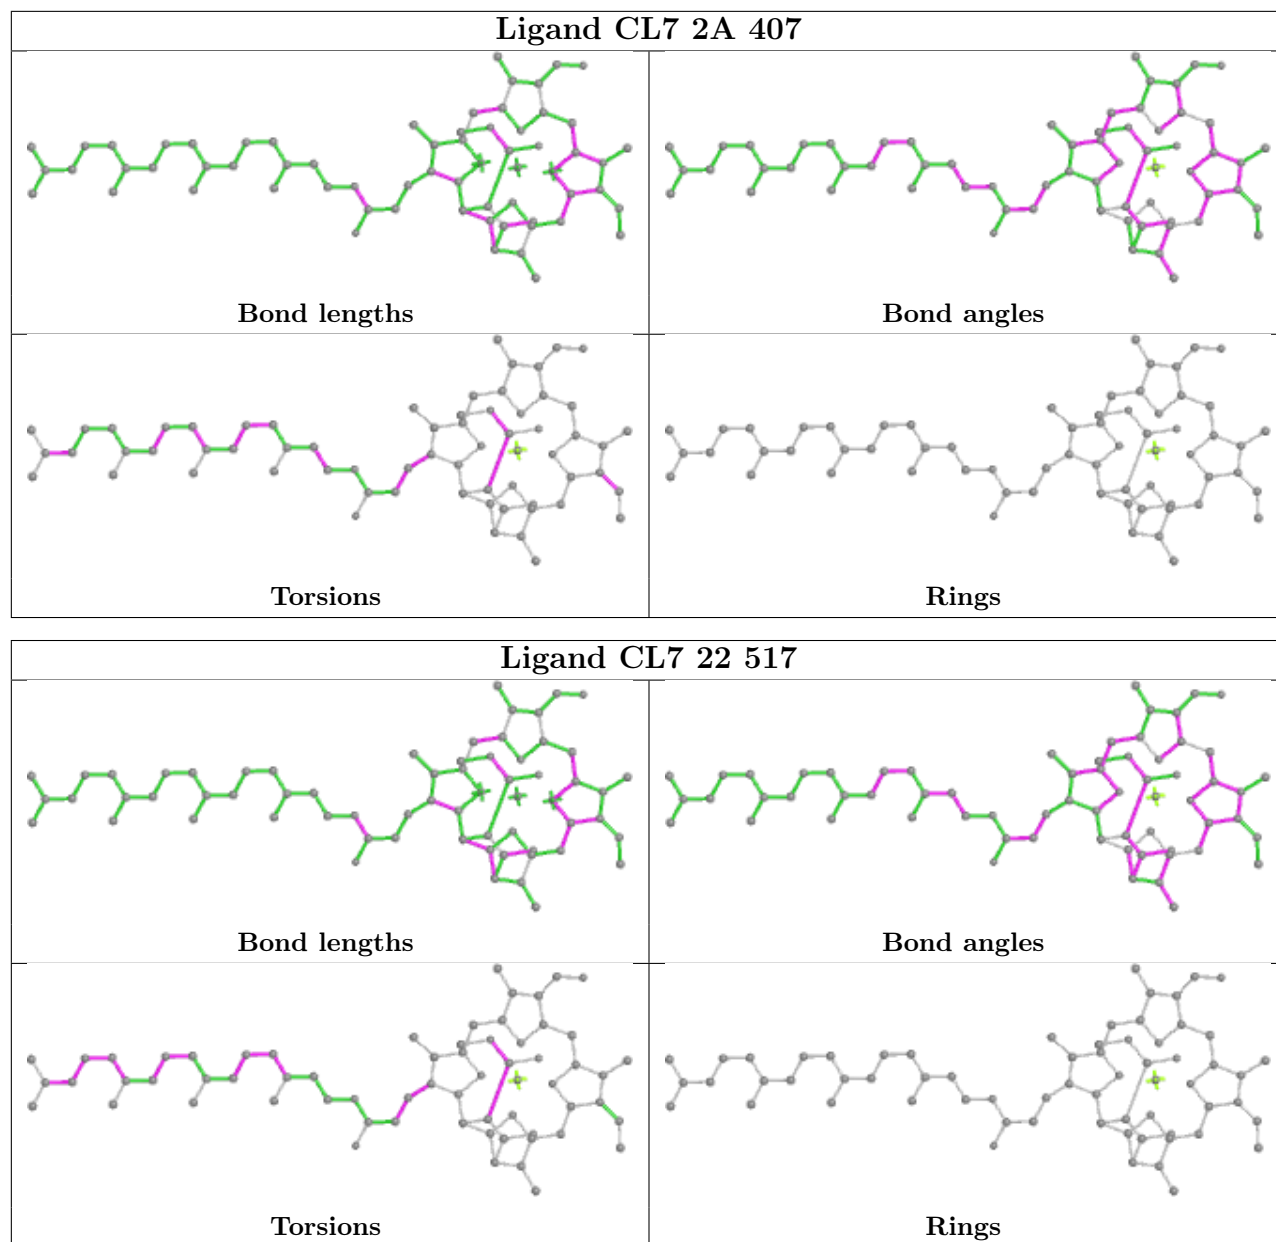 Ligand CL7 2A 407
Bond lengths
Bond angles
Torsions
Rings
Ligand CL7 22 517
Bond lengths
Bond angles
Torsions
Rings